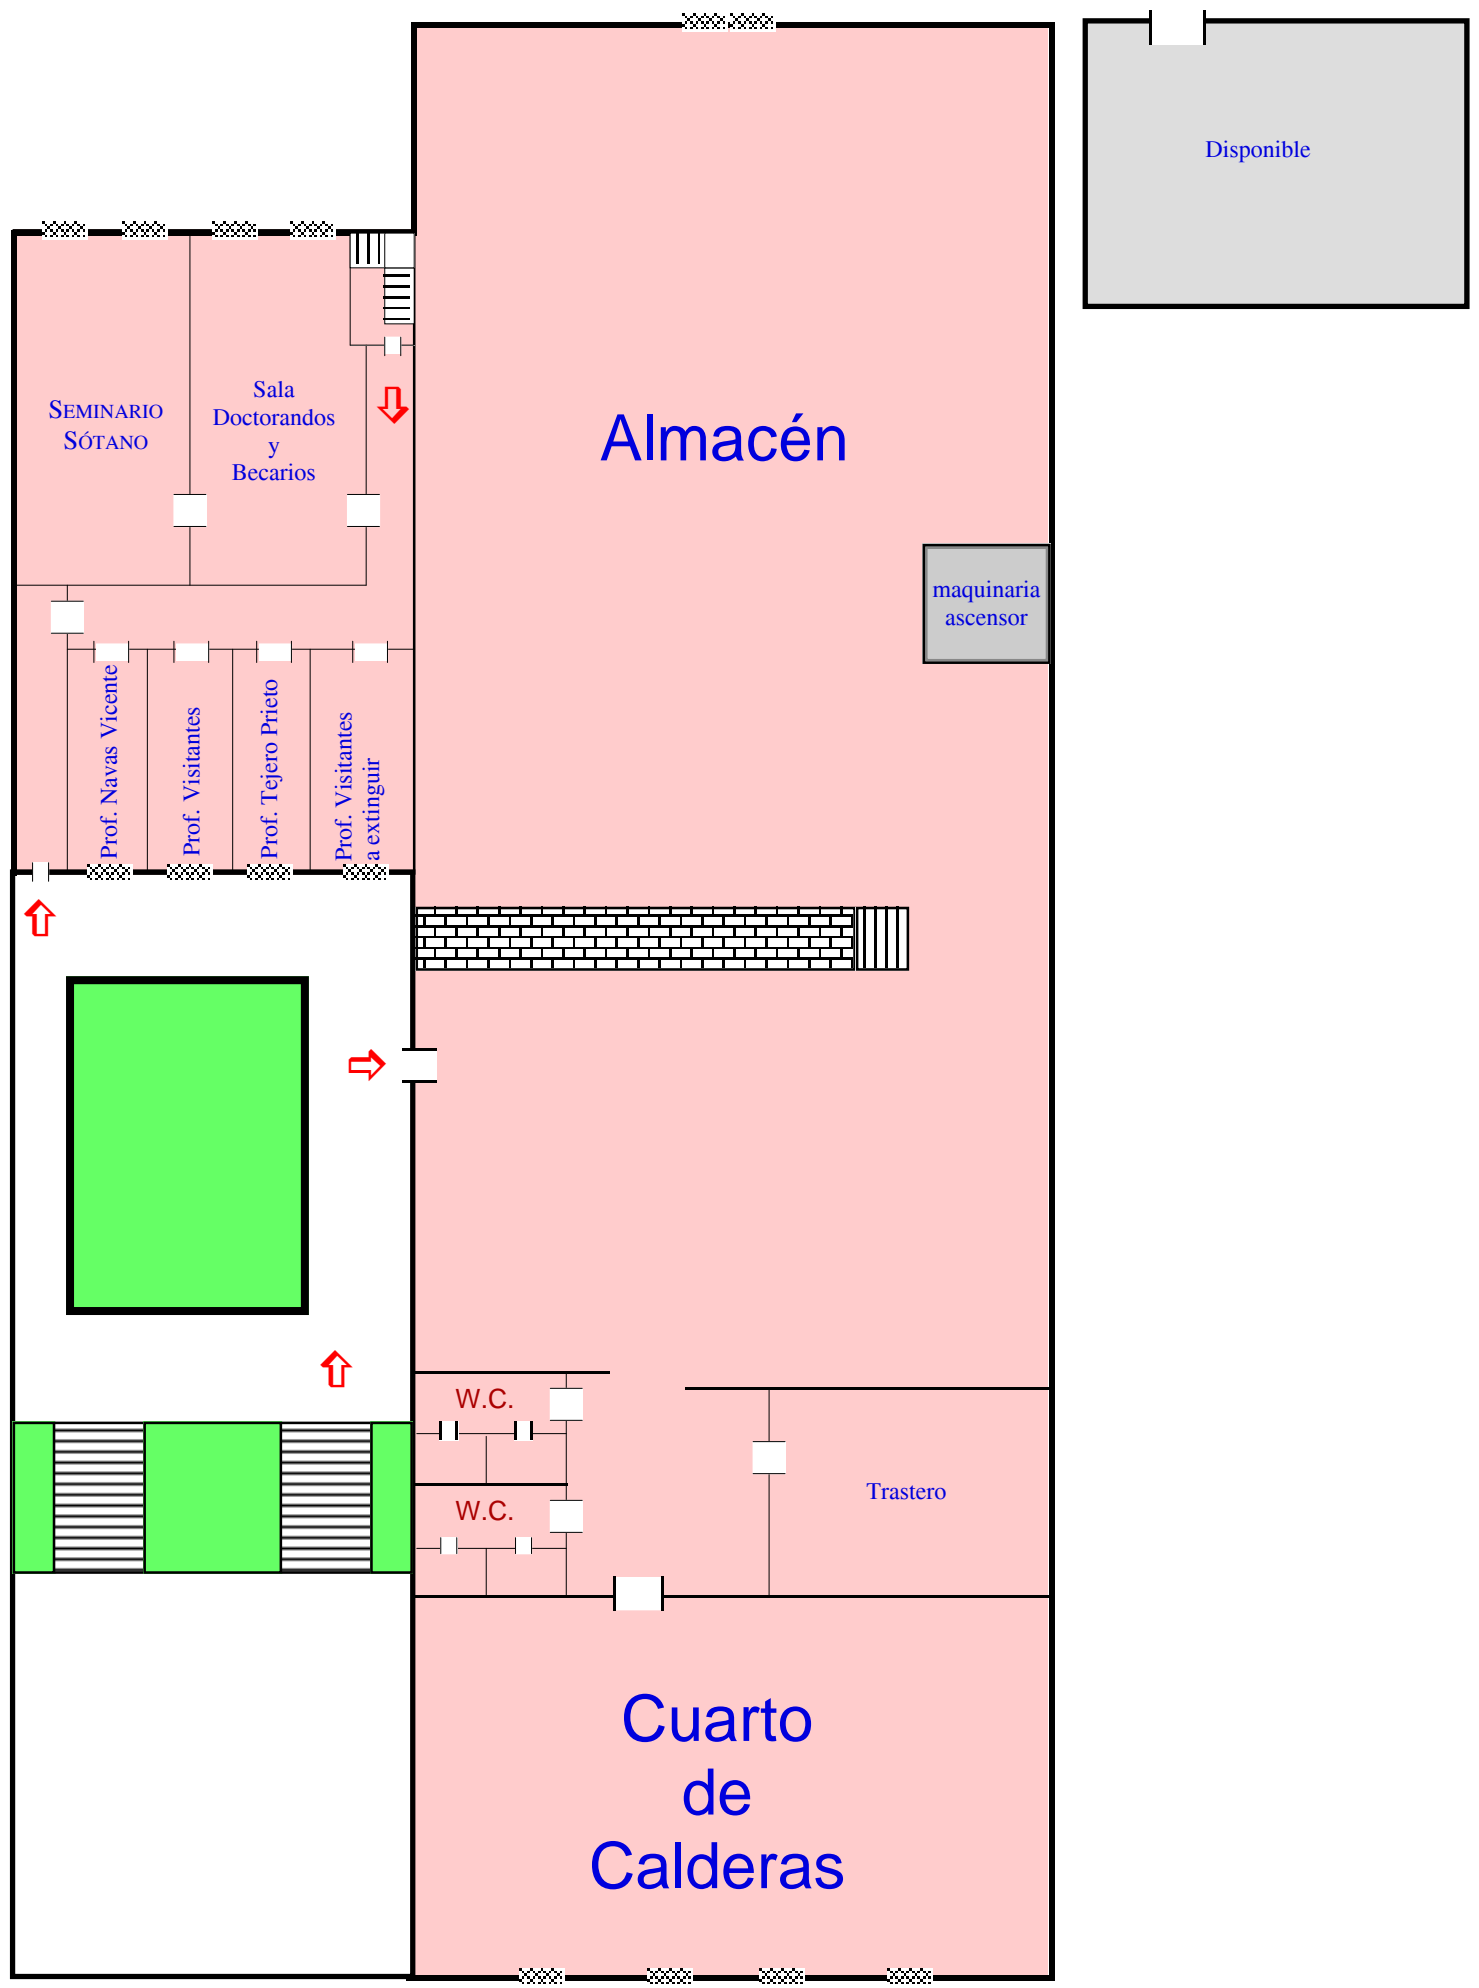 Disponible
SEMINARIO
SÓTANO
Sala
Doctorandos
y
Becarios
Almacén
maquinaria
ascensor
Prof. Navas Vicente
Prof. Visitantes
Prof. Tejero Prieto
Prof. Visitantes
a extinguir
W.C.
W.C.
Trastero
Cuarto
de
Calderas